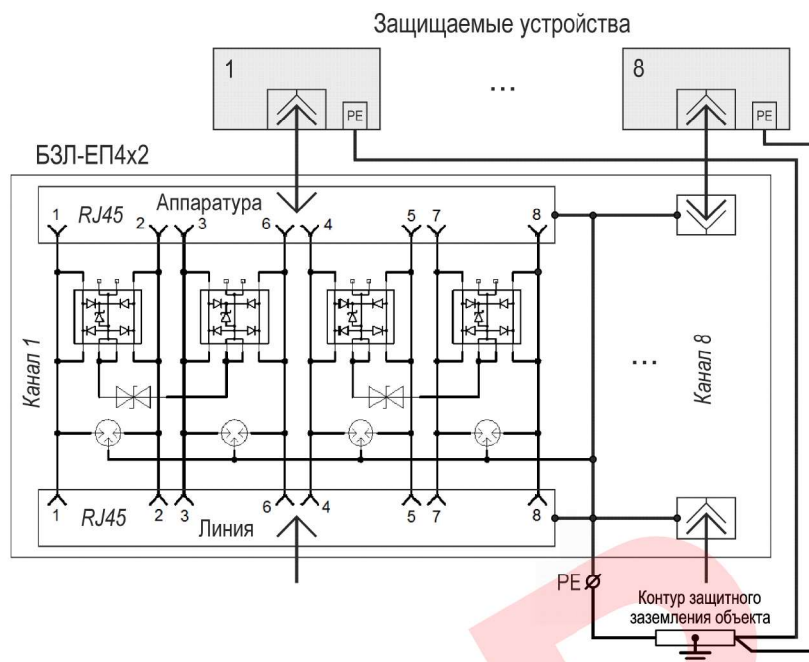 Защищаемые устройства
1
...
8
PE
PE
БЗЛ-ЕП4х2
RJ45
Аппаратура
1 2 3 6 4 5 7 8
Канал 1
...
Канал 8
1 2 3 6 4 5 7 8
RJ45
Линия
PE
Контур защитного
заземления объекта